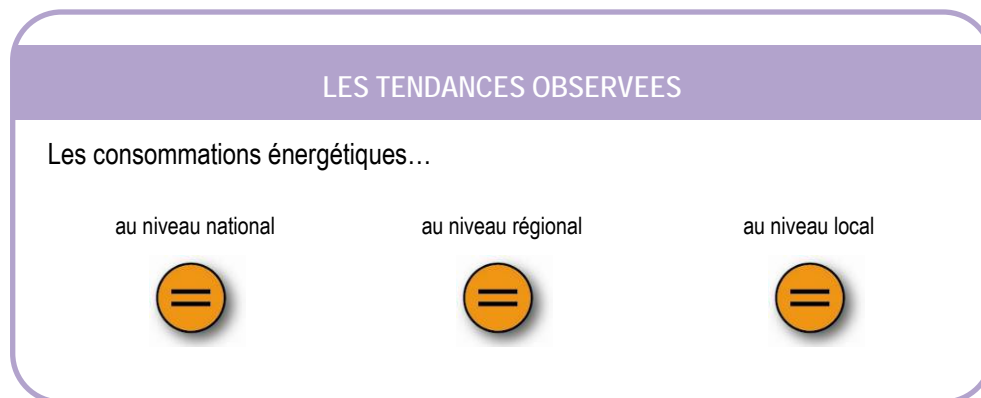 LES TENDANCES OBSERVEES
Les consommations énergétiques…
au niveau national
au niveau régional
au niveau local
=
=
=